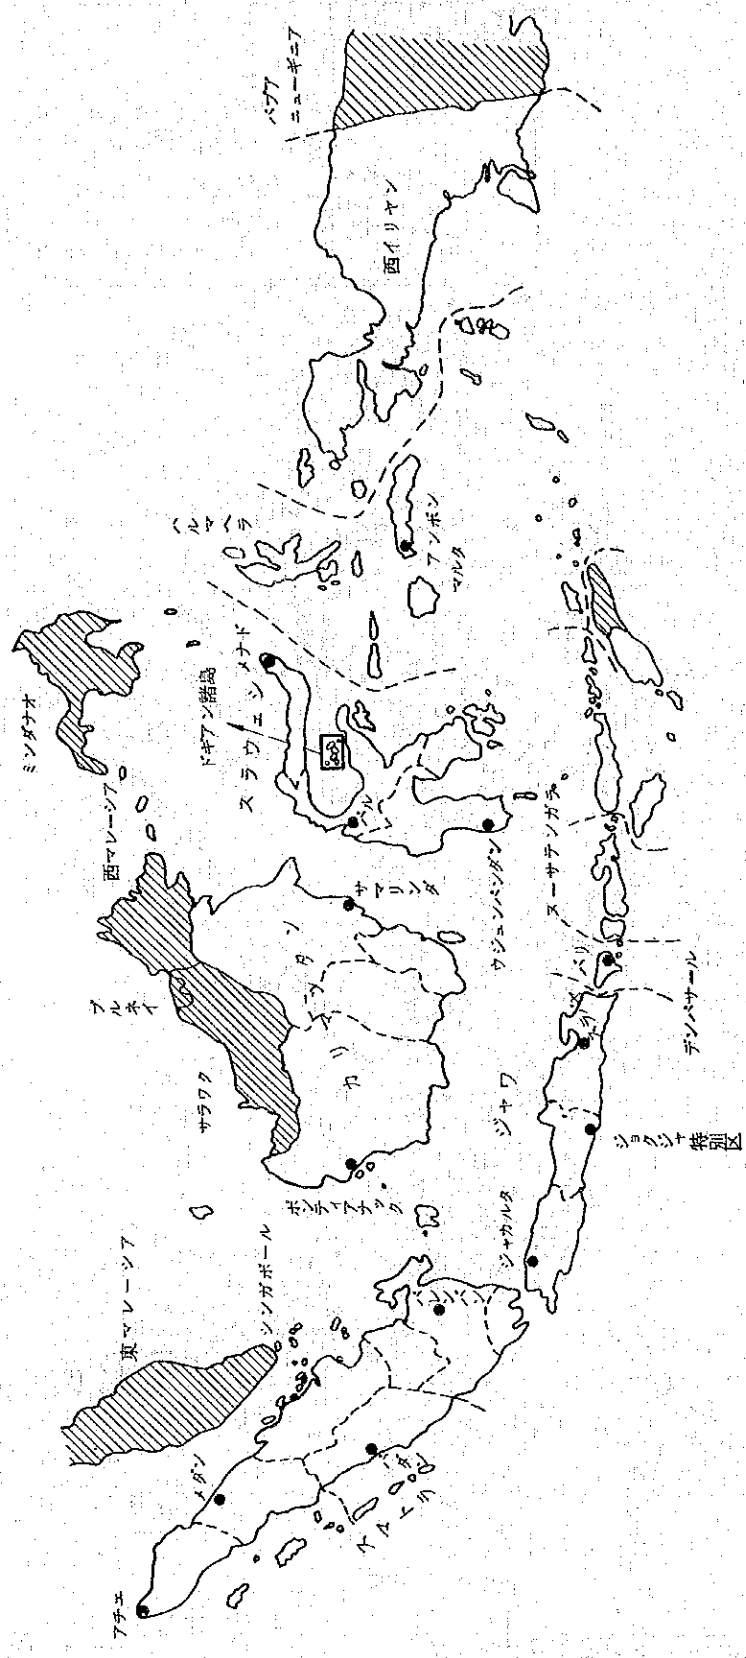 アチエ
メダン
東マレーシア
シンガポール
パダン
スマトラ
パレンバン
サラワク
ブルネイ
西マレーシア
ミンダナオ
ポンティアナック
カリマンタン
サマリンダ
ジャカルタ
ジャワ
ジョクジャ特別区
バリ
デンパサール
ヌーサテンガラ
ドギアン諸島
スラウェシ
メナド
パル
ウジュンパンダン
ハルマヘラ
アンボン
マルク
西イリヤン
パプア
ニューギニア